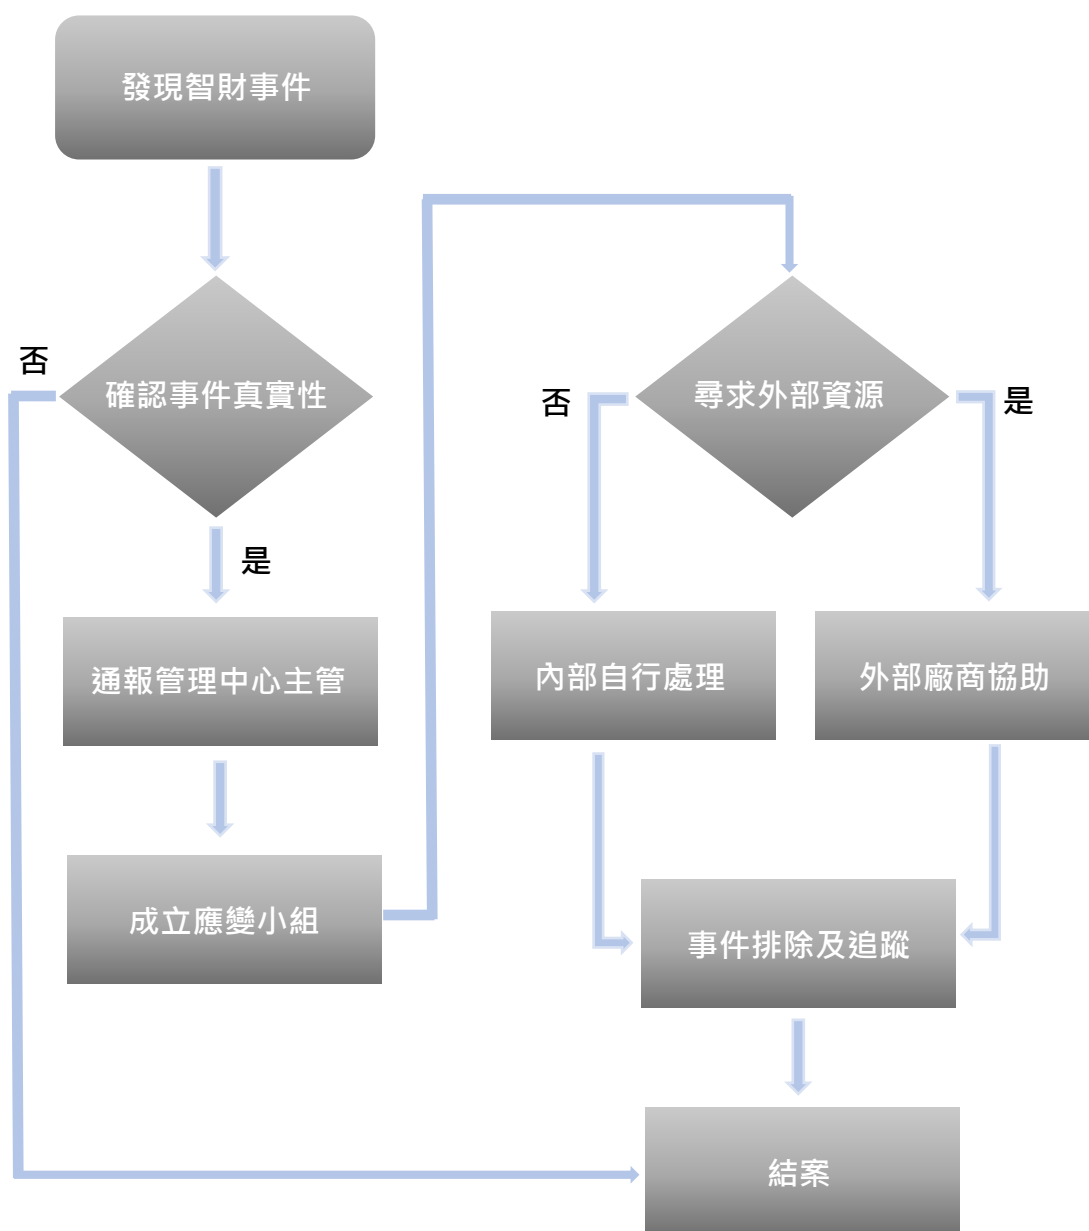 發現智財事件
否
確認事件真實性
是
通報管理中心主管
成立應變小組
尋求外部資源
否
是
內部自行處理
外部廠商協助
事件排除及追蹤
結案